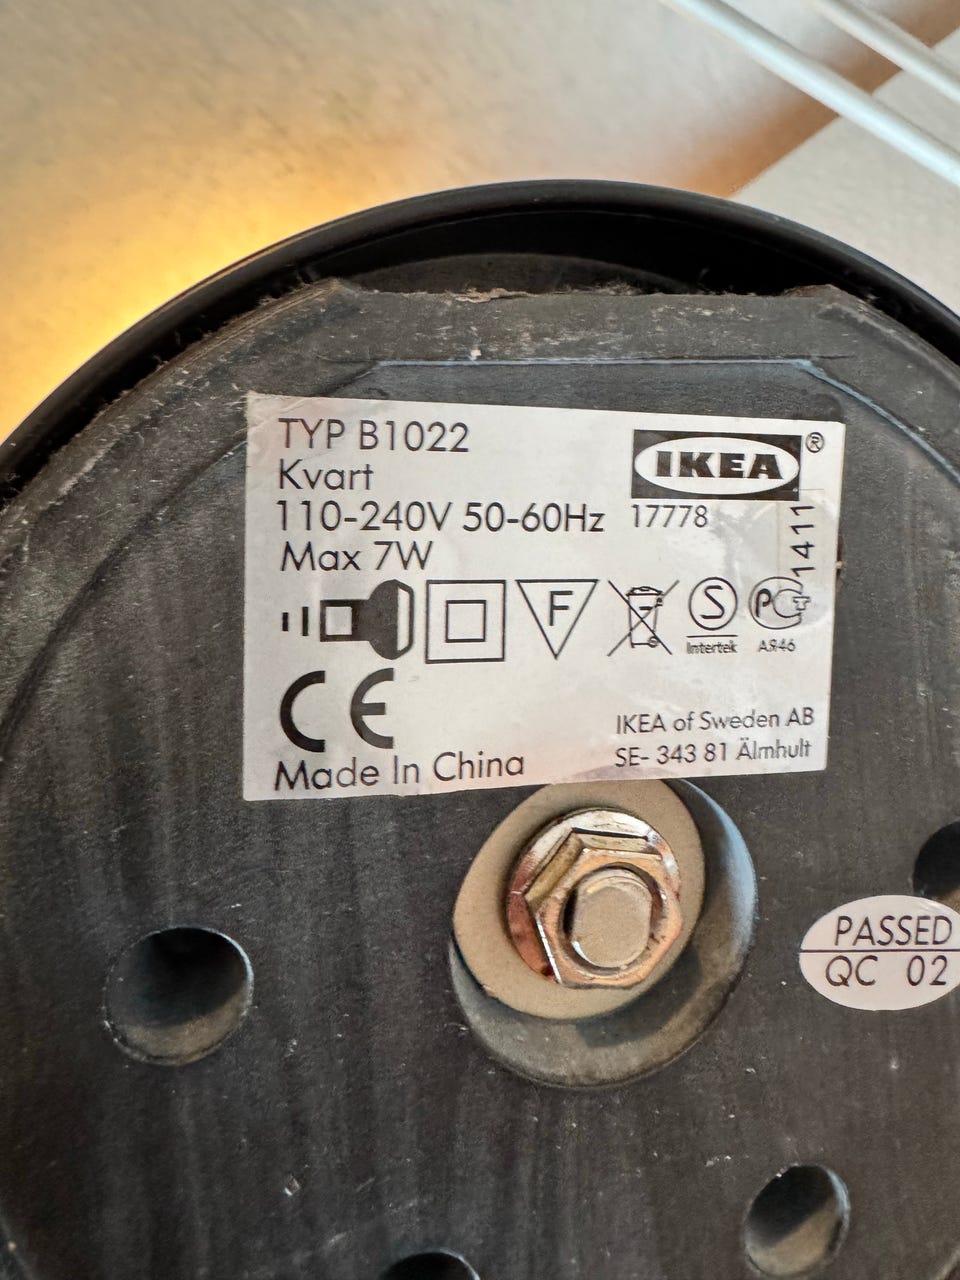 TYP B1022
Kvart
110-240V 50-60Hz
Max 7W
IKEA ®
17778
1411
F
S
Intertek
PCT
CE
Made In China
IKEA of Sweden AB
SE- 343 81 Älmhult
PASSED
QC 02